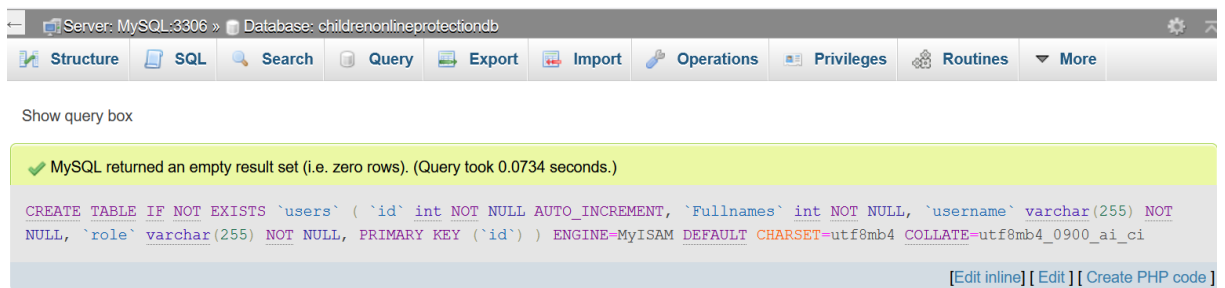 Server: MySQL:3306 » Database: childrenonlineprotectiondb
Structure SQL Search Query Export Import Operations Privileges Routines More
Show query box
MySQL returned an empty result set (i.e. zero rows). (Query took 0.0734 seconds.)
CREATE TABLE IF NOT EXISTS `users` ( `id` int NOT NULL AUTO_INCREMENT, `Fullnames` int NOT NULL, `username` varchar(255) NOT
NULL, `role` varchar(255) NOT NULL, PRIMARY KEY (`id`) ) ENGINE=MyISAM DEFAULT CHARSET=utf8mb4 COLLATE=utf8mb4_0900_ai_ci
[Edit inline] [ Edit ] [ Create PHP code ]